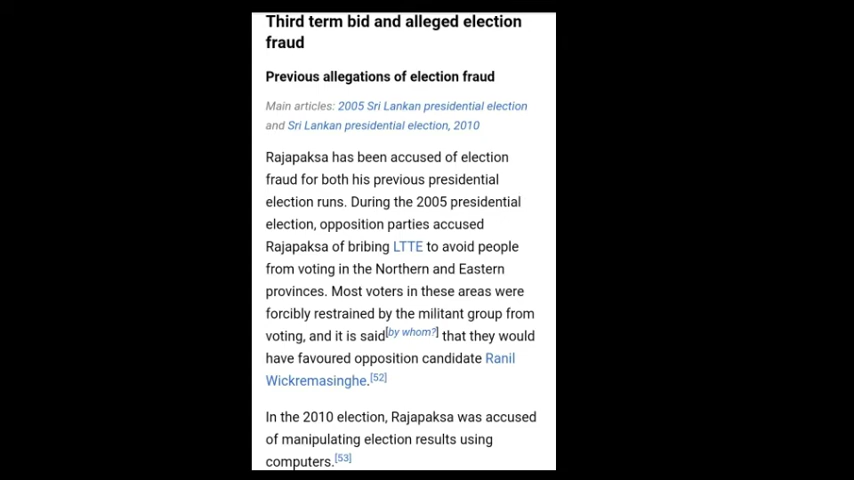 Third term bid and alleged election
fraud
Previous allegations of election fraud
Main articles: 2005 Sri Lankan presidential election
and Sri Lankan presidential election, 2010
Rajapaksa has been accused of election
fraud for both his previous presidential
election runs. During the 2005 presidential
election, opposition parties accused
Rajapaksa of bribing LTTE to avoid people
from voting in the Northern and Eastern
provinces. Most voters in these areas were
forcibly restrained by the militant group from
voting, and it is said[by whom?] that they would
have favoured opposition candidate Ranil
Wickremasinghe.[52]
In the 2010 election, Rajapaksa was accused
of manipulating election results using
computers.[53]